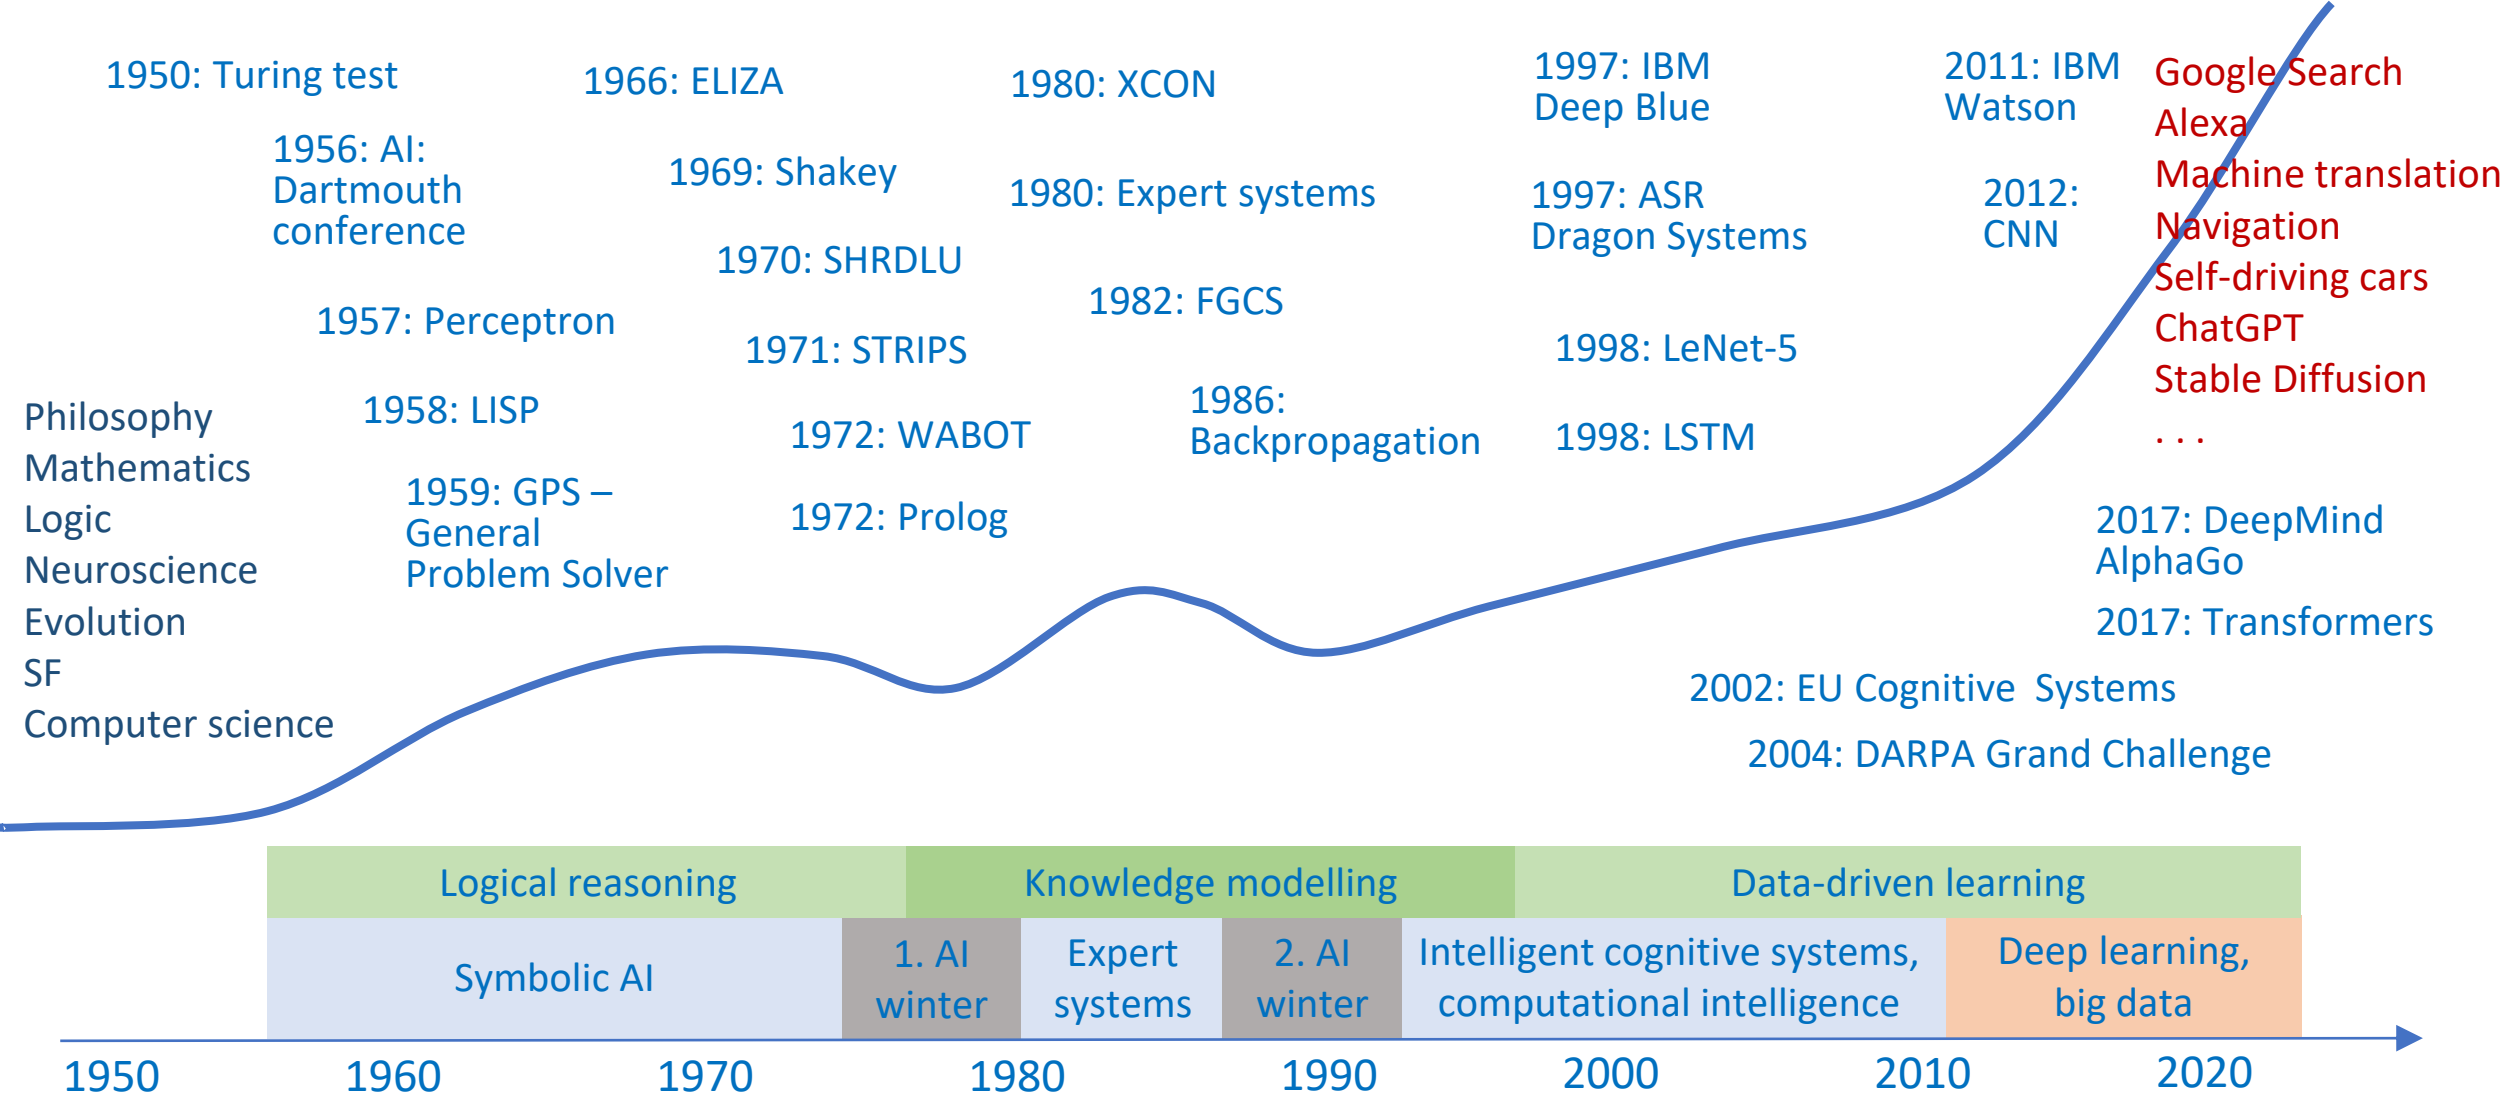 1950: Turing test
1956: AI:
Dartmouth
conference
1957: Perceptron
1958: LISP
1959: GPS –
General
Problem Solver
Philosophy
Mathematics
Logic
Neuroscience
Evolution
SF
Computer science
1966: ELIZA
1969: Shakey
1970: SHRDLU
1971: STRIPS
1972: WABOT
1972: Prolog
1980: XCON
1980: Expert systems
1982: FGCS
1986:
Backpropagation
1997: IBM
Deep Blue
1997: ASR
Dragon Systems
1998: LeNet-5
1998: LSTM
2011: IBM
Watson
2012:
CNN
Google Search
Alexa
Machine translation
Navigation
Self-driving cars
ChatGPT
Stable Diffusion
. . .
2017: DeepMind
AlphaGo
2017: Transformers
2002: EU Cognitive  Systems
2004: DARPA Grand Challenge
Logical reasoning
Knowledge modelling
Data-driven learning
Symbolic AI
1. AI
winter
Expert
systems
2. AI
winter
Intelligent cognitive systems,
computational intelligence
Deep learning,
big data
1950
1960
1970
1980
1990
2000
2010
2020